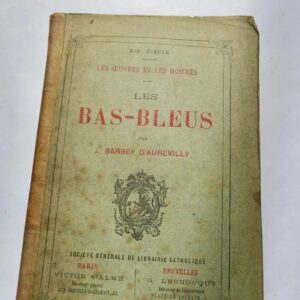 XIXe SIÈCLE
LES ŒUVRES ET LES HOMMES
LES
BAS-BLEUS
PAR
BARBEY D'AUREVILLY
SOCIÉTÉ GÉNÉRALE DE LIBRAIRIE CATHOLIQUE
PARIS
BRUXELLES
VICTOR PALMÉ
G. LEBROCQUY